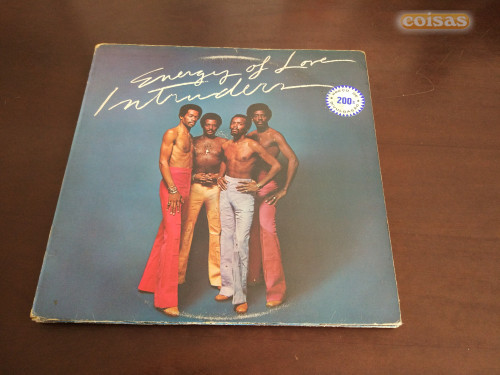 coisas
Energy of Love
Intruders
200$